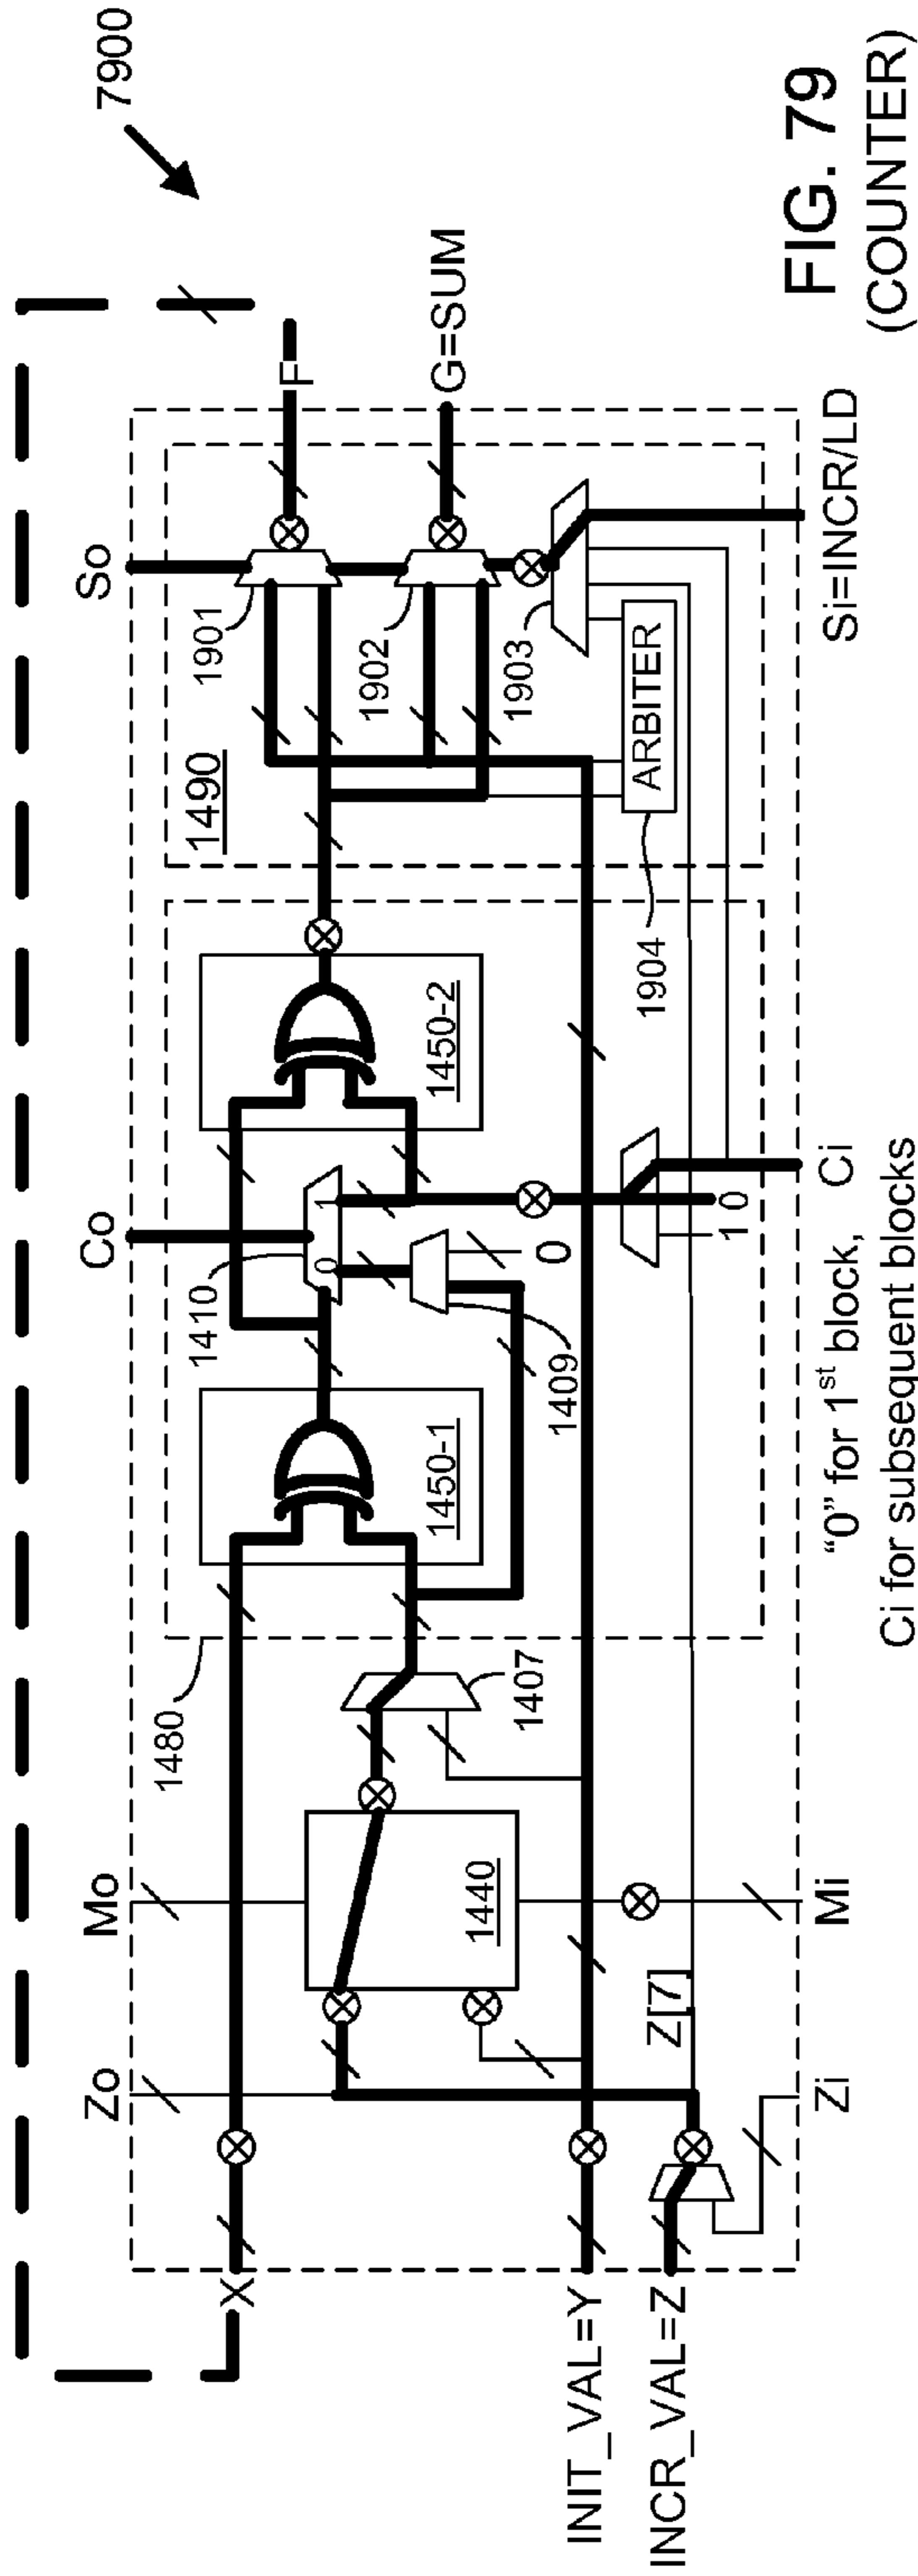 7900
Zo
Mo
Co
So
X
F
G=SUM
INIT_VAL=Y
INCR_VAL=Z
1480
1440
1407
1450-1
1410
0
1
1409
0
1450-2
1490
1901
1902
1903
ARBITER
1904
Z[7]
1 0
Zi
Mi
Ci
Si=INCR/LD
“0” for 1st block,
Ci for subsequent blocks
FIG. 79
(COUNTER)